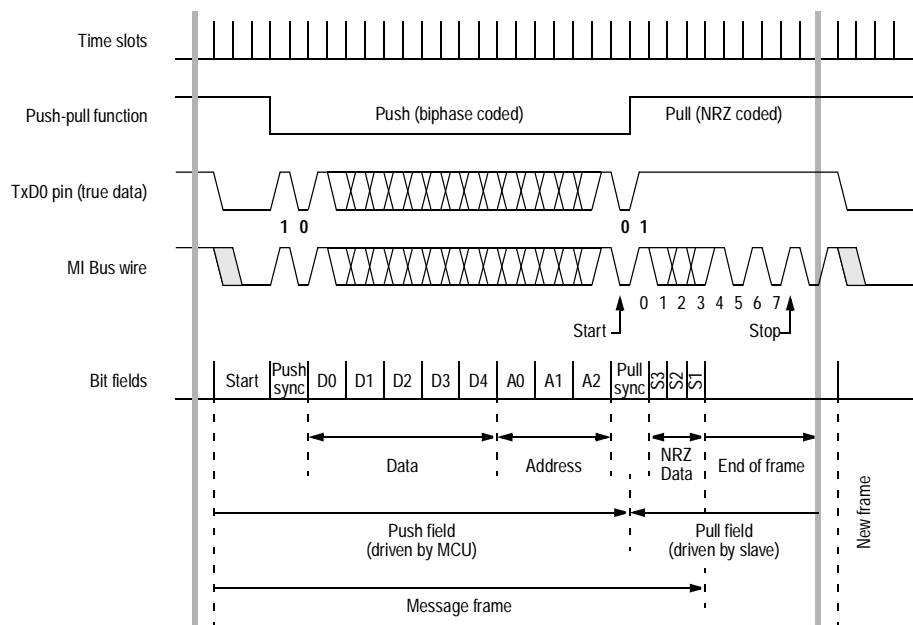 Time slots
Push-pull function
Push (biphase coded)
Pull (NRZ coded)
TxD0 pin (true data)
1 0
0 1
MI Bus wire
0 1 2 3 4 5 6 7
Start
Stop
Bit fields
Start
Push
sync
D0
D1
D2
D3
D4
A0
A1
A2
Pull
sync
S3
S2
S1
Data
Address
NRZ
Data
End of frame
Push field
(driven by MCU)
Pull field
(driven by slave)
New frame
Message frame